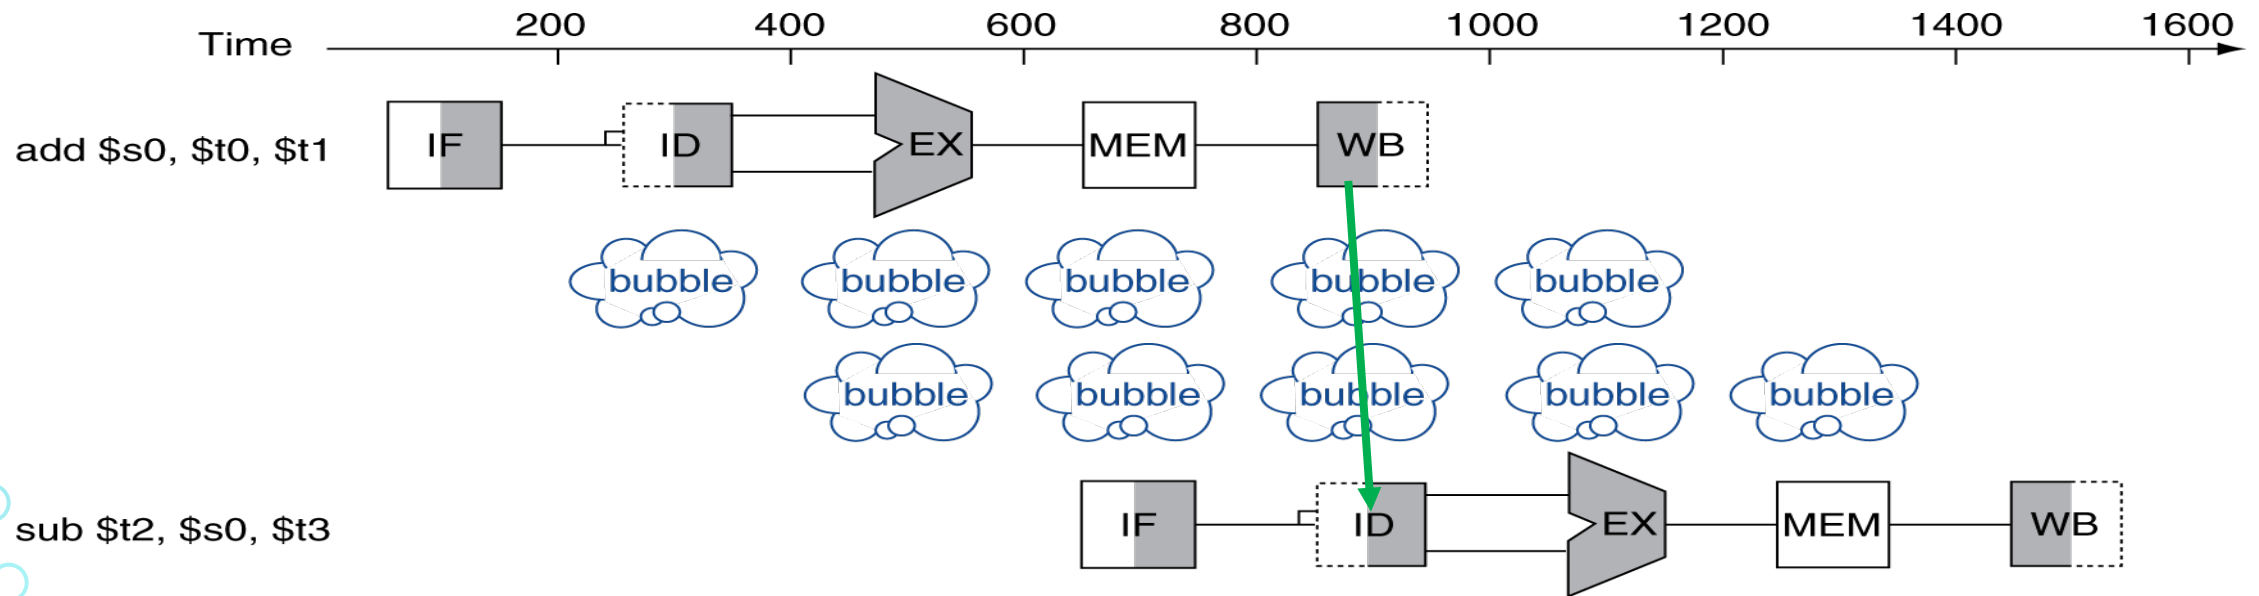 200 400 600 800 1000 1200 1400 1600
Time
add $s0, $t0, $t1 IF ID EX MEM WB
bubble bubble bubble bubble bubble
bubble bubble bubble bubble bubble
sub $t2, $s0, $t3 IF ID EX MEM WB